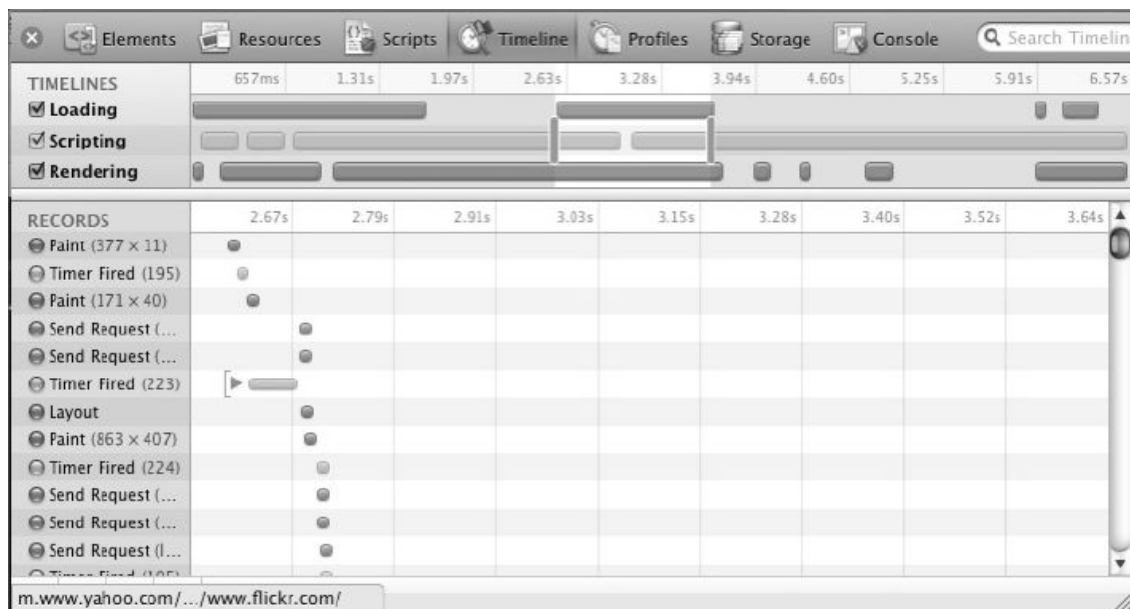 Elements Resources Scripts Timeline Profiles Storage Console Search Timelin
TIMELINES 657ms 1.31s 1.97s 2.63s 3.28s 3.94s 4.60s 5.25s 5.91s 6.57s
Loading
Scripting
Rendering
RECORDS 2.67s 2.79s 2.91s 3.03s 3.15s 3.28s 3.40s 3.52s 3.64s
Paint (377 × 11)
Timer Fired (195)
Paint (171 × 40)
Send Request (...
Send Request (...
Timer Fired (223)
Layout
Paint (863 × 407)
Timer Fired (224)
Send Request (...
Send Request (...
Send Request (l...
Timer Fired (195)
m.www.yahoo.com/.../www.flickr.com/